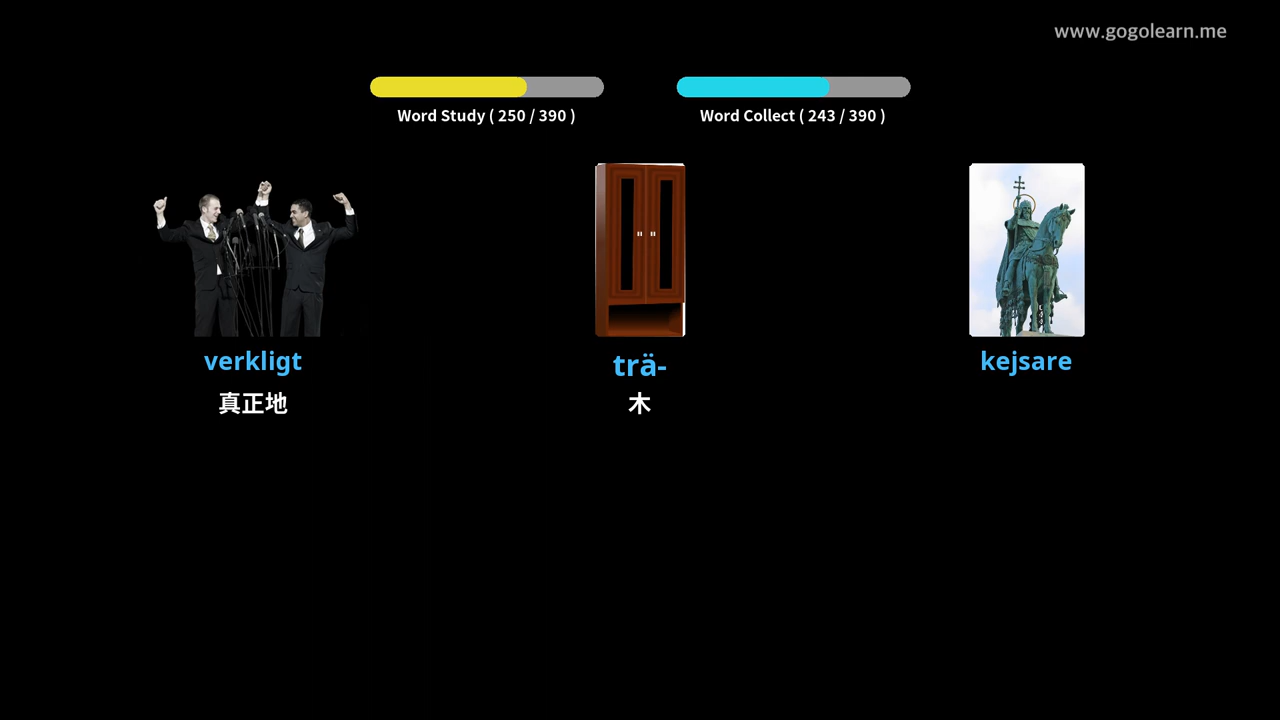 www.gogolearn.me
Word Study ( 250 / 390 )
Word Collect ( 243 / 390 )
verkligt
trä-
kejsare
真正地
木